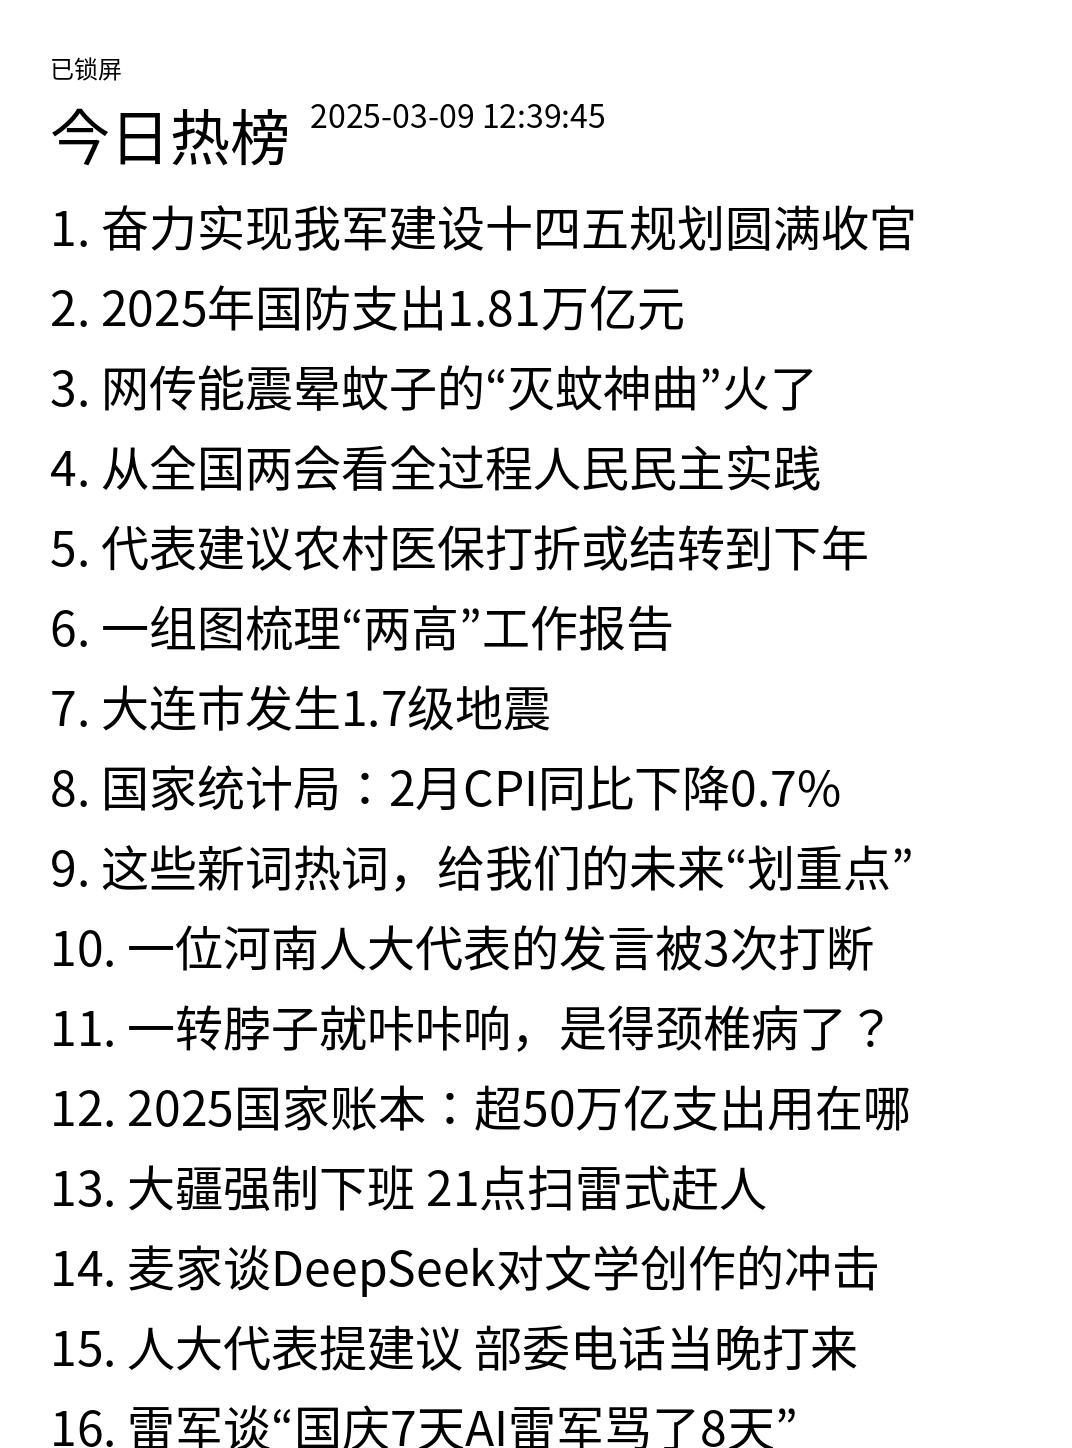 已锁屏
今日热榜 2025-03-09 12:39:45
1. 奋力实现我军建设十四五规划圆满收官
2. 2025年国防支出1.81万亿元
3. 网传能震晕蚊子的“灭蚊神曲”火了
4. 从全国两会看全过程人民民主实践
5. 代表建议农村医保打折或结转到下年
6. 一组图梳理“两高”工作报告
7. 大连市发生1.7级地震
8. 国家统计局：2月CPI同比下降0.7%
9. 这些新词热词，给我们的未来“划重点”
10. 一位河南人大代表的发言被3次打断
11. 一转脖子就咔咔响，是得颈椎病了？
12. 2025国家账本：超50万亿支出用在哪
13. 大疆强制下班 21点扫雷式赶人
14. 麦家谈DeepSeek对文学创作的冲击
15. 人大代表提建议 部委电话当晚打来
16. 雷军谈“国庆7天AI雷军骂了8天”